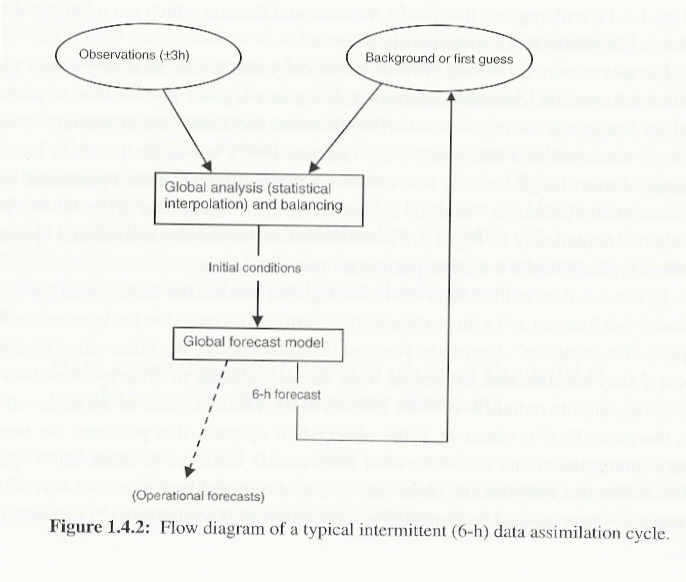 Observations (±3h)
Background or first guess
Global analysis (statistical
interpolation) and balancing
Initial conditions
Global forecast model
6-h forecast
(Operational forecasts)
Figure 1.4.2: Flow diagram of a typical intermittent (6-h) data assimilation cycle.